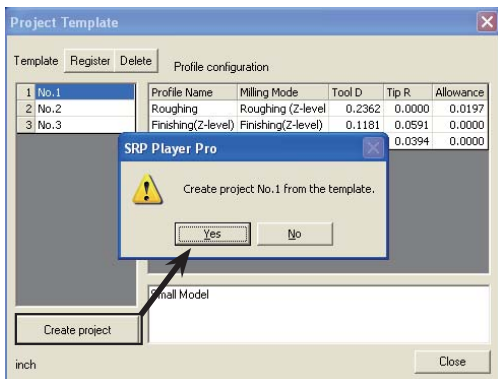 Project Template
Template Register Delete Profile configuration
1 No.1
2 No.2
3 No.3
Profile Name Milling Mode Tool D Tip R Allowance
Roughing Roughing (Z-level 0.2362 0.0000 0.0197
Finishing(Z-level) Finishing(Z-level) 0.1181 0.0591 0.0000
0.0394 0.0000
SRP Player Pro
Create project No.1 from the template.
Yes No
Small Model
Create project
inch Close